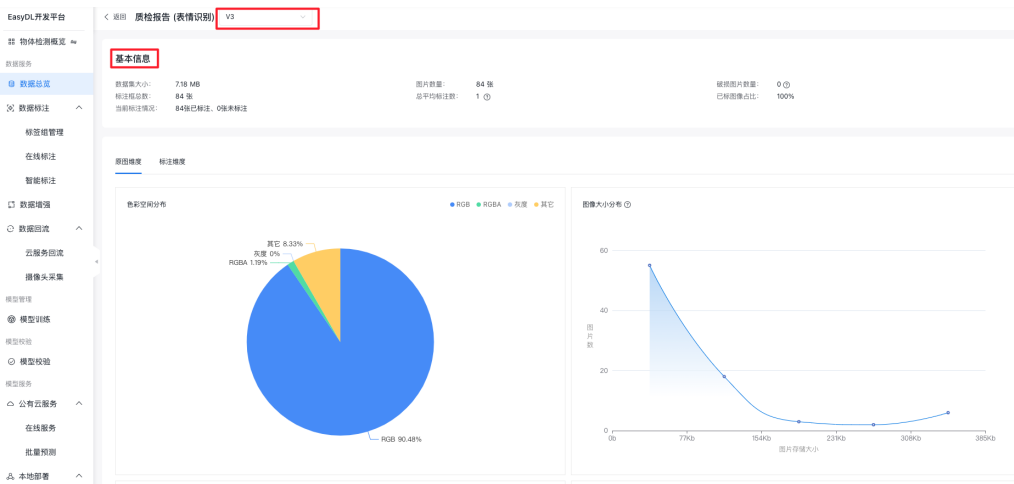 EasyDL开发平台
返回 质检报告 (表情识别) V3
物体检测概览
数据服务
数据总览
数据标注
标签组管理
在线标注
智能标注
数据增强
数据回流
云服务回流
摄像头采集
模型管理
模型训练
模型校验
模型校验
模型服务
公有云服务
在线服务
批量预测
本地部署
基本信息
数据集大小: 7.18 MB 图片数量: 84 张 破损图片数量: 0
标注框总数: 84 张 总平均标注数: 1 已标图像占比: 100%
当前标注情况: 84张已标注, 0张未标注
原图维度 标注维度
色彩空间分布 RGB RGBA 灰度 其它
其它 8.33%
灰度 0%
RGBA 1.19%
RGB 90.48%
图像大小分布
60
40
20
0
图片数
0b 77Kb 154Kb 231Kb 308Kb 385Kb
图片存储大小